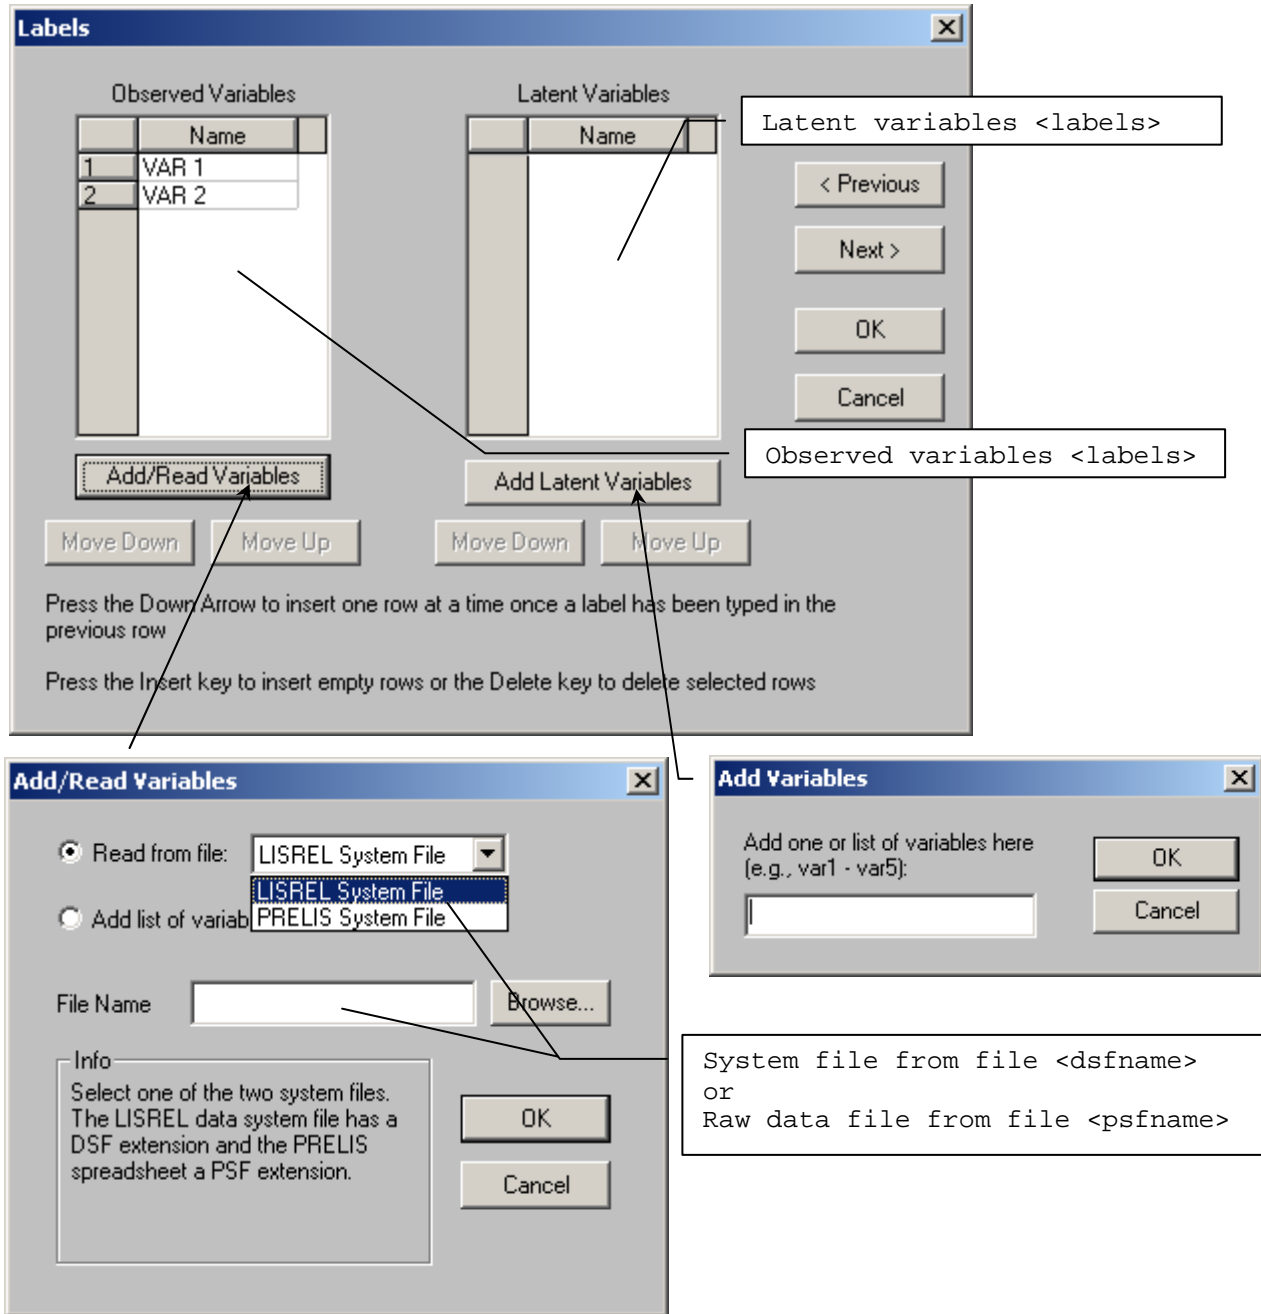 Labels
Observed Variables
Latent Variables
Name
Name
Latent variables <labels>
1 VAR 1
2 VAR 2
< Previous
Next >
OK
Cancel
Observed variables <labels>
Add/Read Variables
Add Latent Variables
Move Down
Move Up
Move Down
Move Up
Press the Down Arrow to insert one row at a time once a label has been typed in the
previous row
Press the Insert key to insert empty rows or the Delete key to delete selected rows
Add/Read Variables
Read from file:
LISREL System File
LISREL System File
Add list of variab
PRELIS System File
File Name
Browse...
Info
Select one of the two system files.
The LISREL data system file has a
DSF extension and the PRELIS
spreadsheet a PSF extension.
OK
Cancel
Add Variables
Add one or list of variables here
(e.g., var1 - var5):
OK
Cancel
System file from file <dsfname>
or
Raw data file from file <psfname>